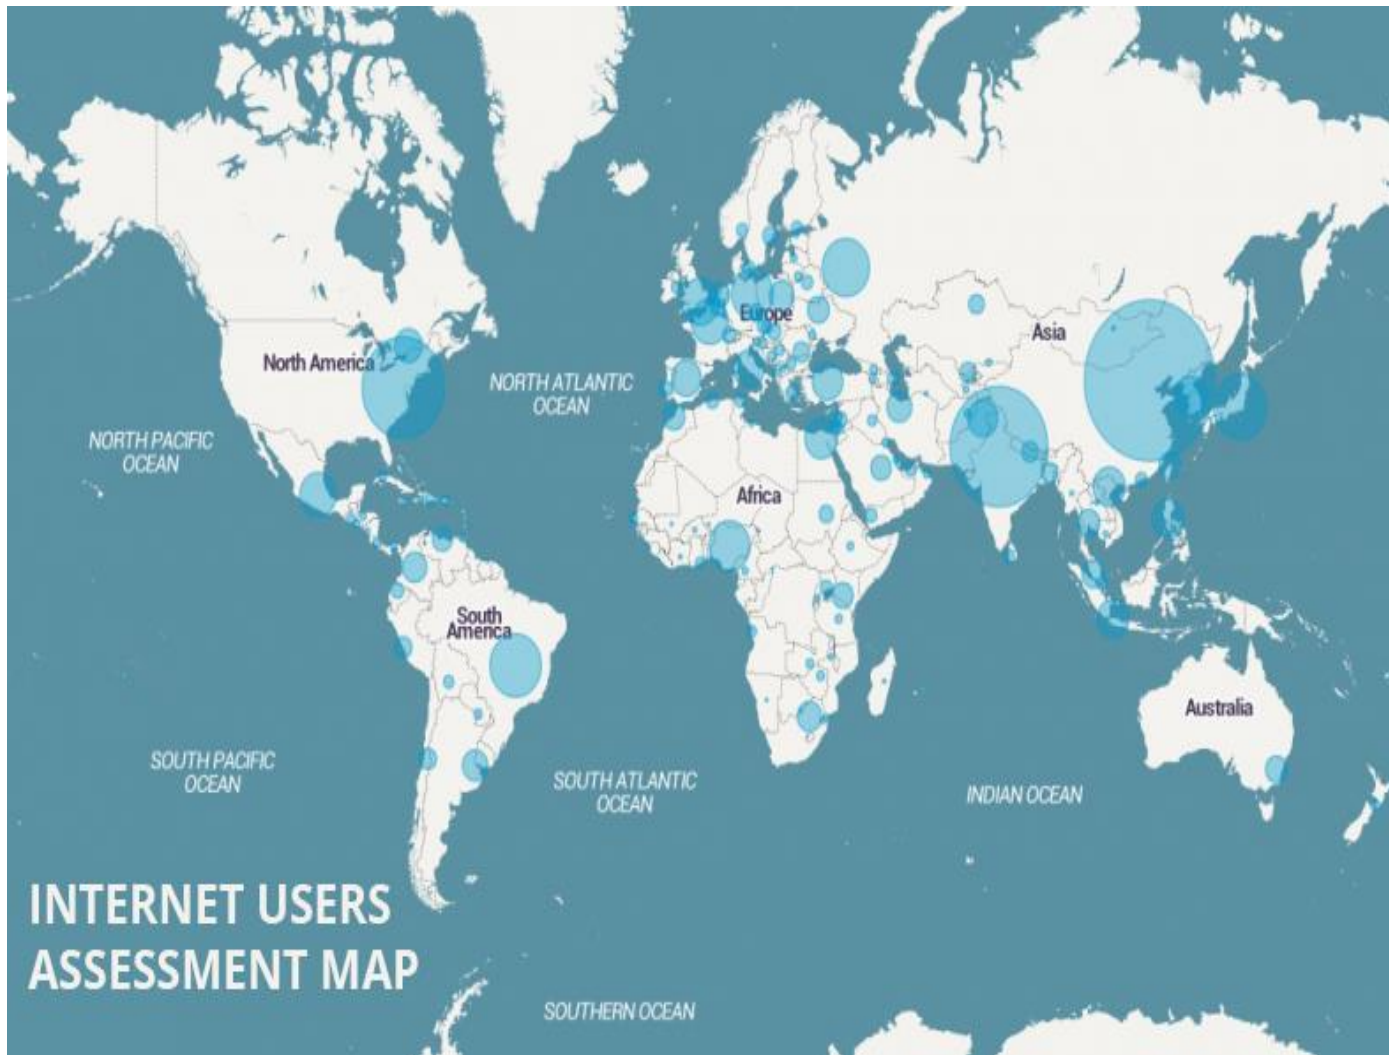 Europe
Asia
North America
NORTH ATLANTIC
OCEAN
NORTH PACIFIC
OCEAN
Africa
South
America
Australia
SOUTH PACIFIC
OCEAN
SOUTH ATLANTIC
OCEAN
INDIAN OCEAN
INTERNET USERS
ASSESSMENT MAP
SOUTHERN OCEAN